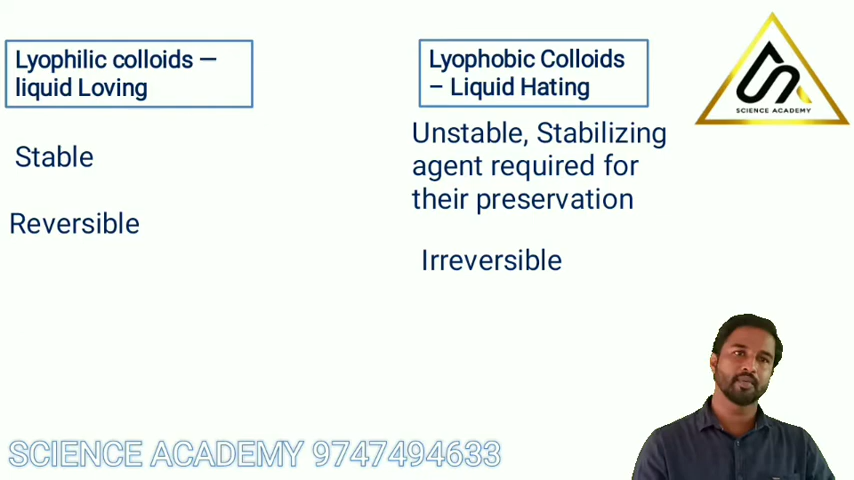 Lyophilic colloids —
liquid Loving
Stable
Reversible
Lyophobic Colloids
– Liquid Hating
Unstable, Stabilizing
agent required for
their preservation
Irreversible
SCIENCE ACADEMY
SCIENCE ACADEMY 9747494633